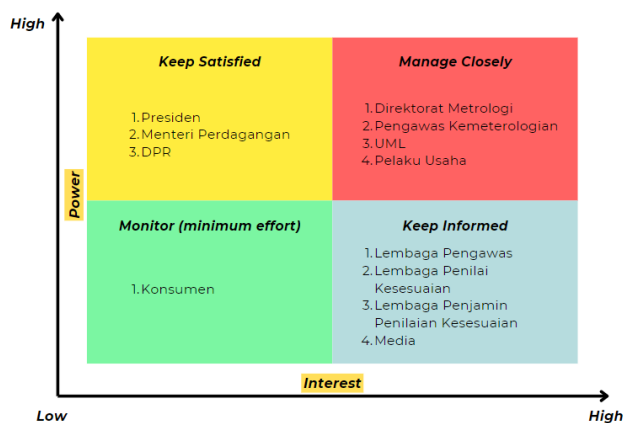 High
Keep Satisfied
1. Presiden
2. Menteri Perdagangan
3. DPR
Manage Closely
1. Direktorat Metrologi
2. Pengawas Kemeterologian
3. UML
4. Pelaku Usaha
Power
Monitor (minimum effort)
1. Konsumen
Keep Informed
1. Lembaga Pengawas
2. Lembaga Penilai
Kesesuaian
3. Lembaga Penjamin
Penilaian Kesesuaian
4. Media
Interest
Low
High